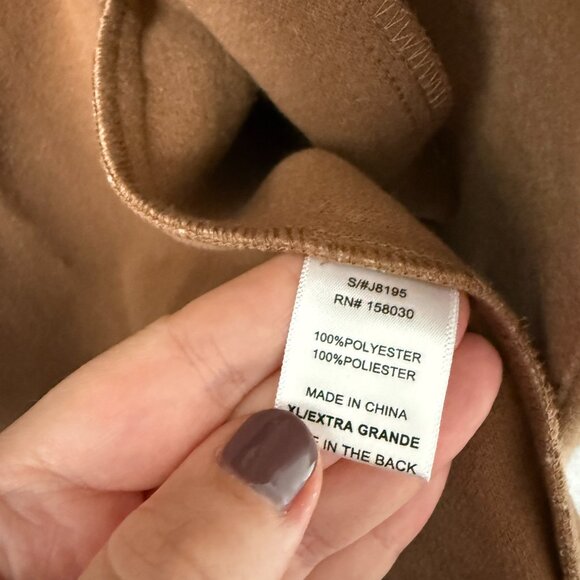 S/#J8195
RN# 158030
100%POLYESTER
100%POLIESTER
MADE IN CHINA
XL/EXTRA GRANDE
IN THE BACK